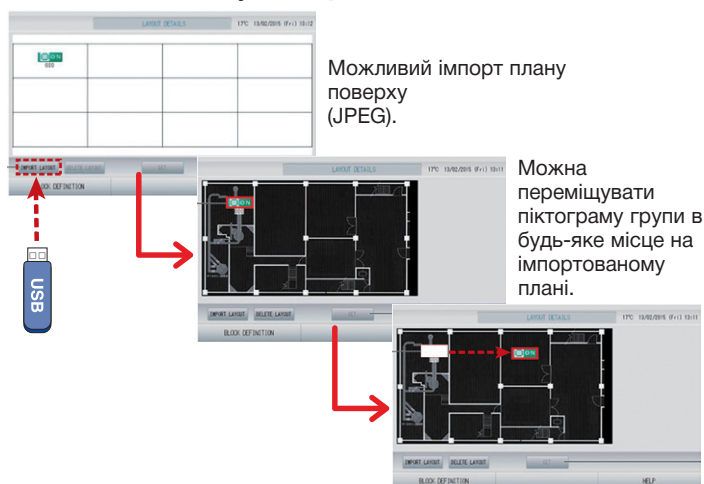 LAYOUT DETAILS
17°C 13/02/2015 (Fri) 13:12
ON
Можливий імпорт плану
поверху
(JPEG).
IMPORT LAYOUT DELETE LAYOUT SET
BLOCK DEFINITION
USB
LAYOUT DETAILS
17°C 13/02/2015 (Fri) 13:11
ON
Можна
переміщувати
піктограму групи в
будь-яке місце на
імпортованому
плані.
IMPORT LAYOUT DELETE LAYOUT SET
BLOCK DEFINITION
LAYOUT DETAILS
17°C 13/02/2015 (Fri) 13:11
ON
IMPORT LAYOUT DELETE LAYOUT SET
BLOCK DEFINITION HELP